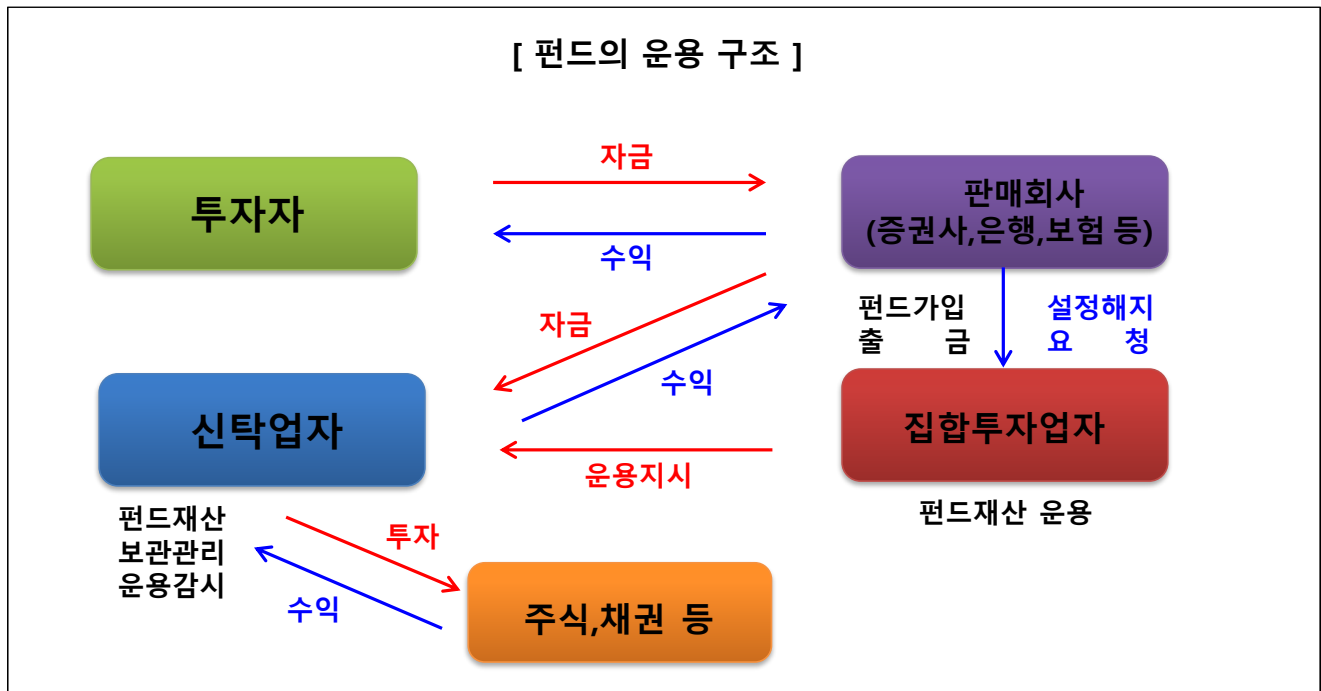 [ 펀드의 운용 구조 ]
자금
투자자
판매회사
(증권사,은행,보험 등)
수익
자금
펀드가입
출 금
설정해지
요 청
수익
신탁업자
집합투자업자
운용지시
펀드재산 운용
펀드재산
보관관리
운용감시
투자
수익
주식,채권 등